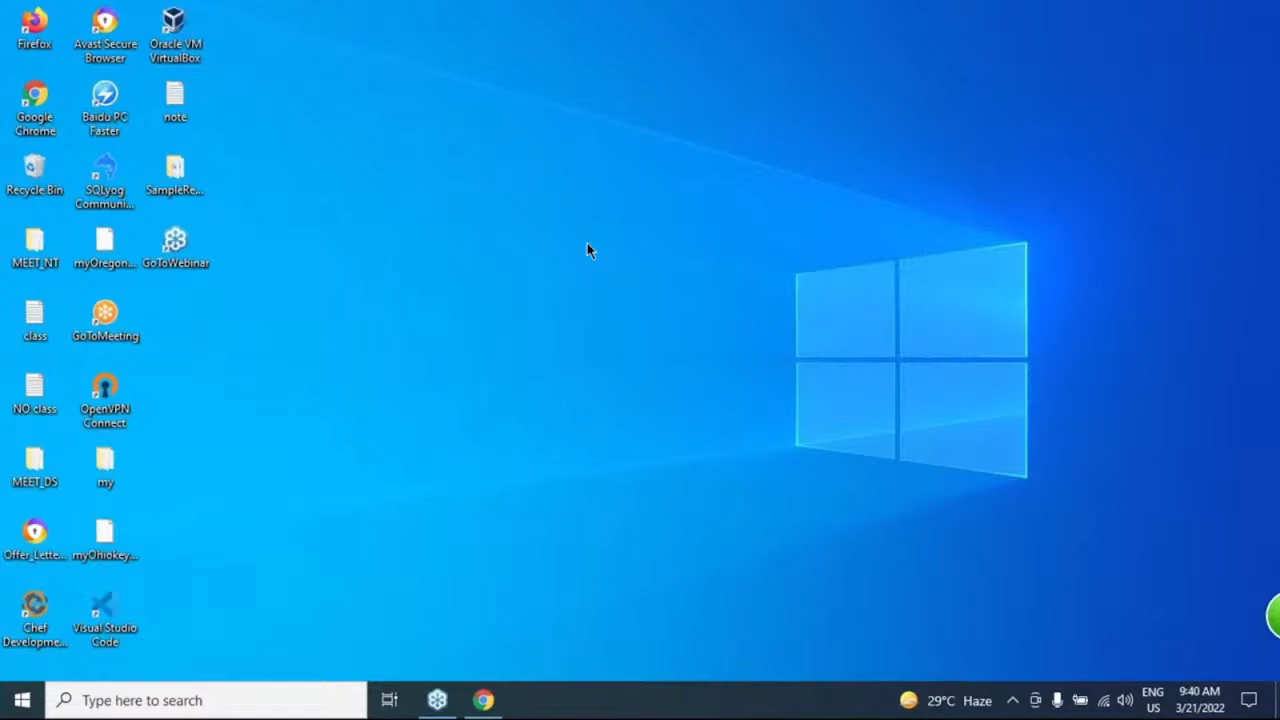 Firefox
Avast Secure
Browser
Oracle VM
VirtualBox
Google
Chrome
Baidu PC
Faster
note
Recycle Bin
SQLyog
Communi...
SampleRe...
MEET_NT
myOregon...
GoToWebinar
class
GoToMeeting
NO class
OpenVPN
Connect
MEET_DS
my
Offer_Lette...
myOhiokey...
Chef
Developme...
Visual Studio
Code
Type here to search
29°C Haze
ENG
US
9:40 AM
3/21/2022